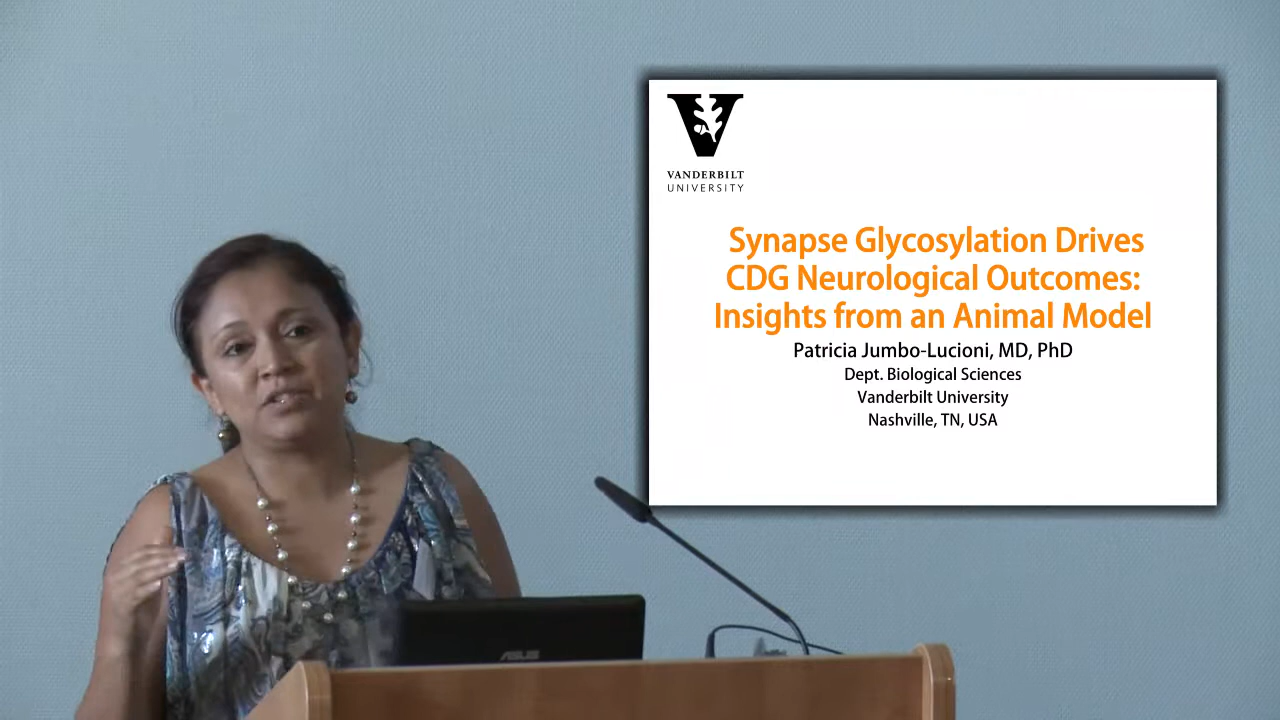 VANDERBILT
UNIVERSITY
Synapse Glycosylation Drives
CDG Neurological Outcomes:
Insights from an Animal Model
Patricia Jumbo-Lucioni, MD, PhD
Dept. Biological Sciences
Vanderbilt University
Nashville, TN, USA
ASUS